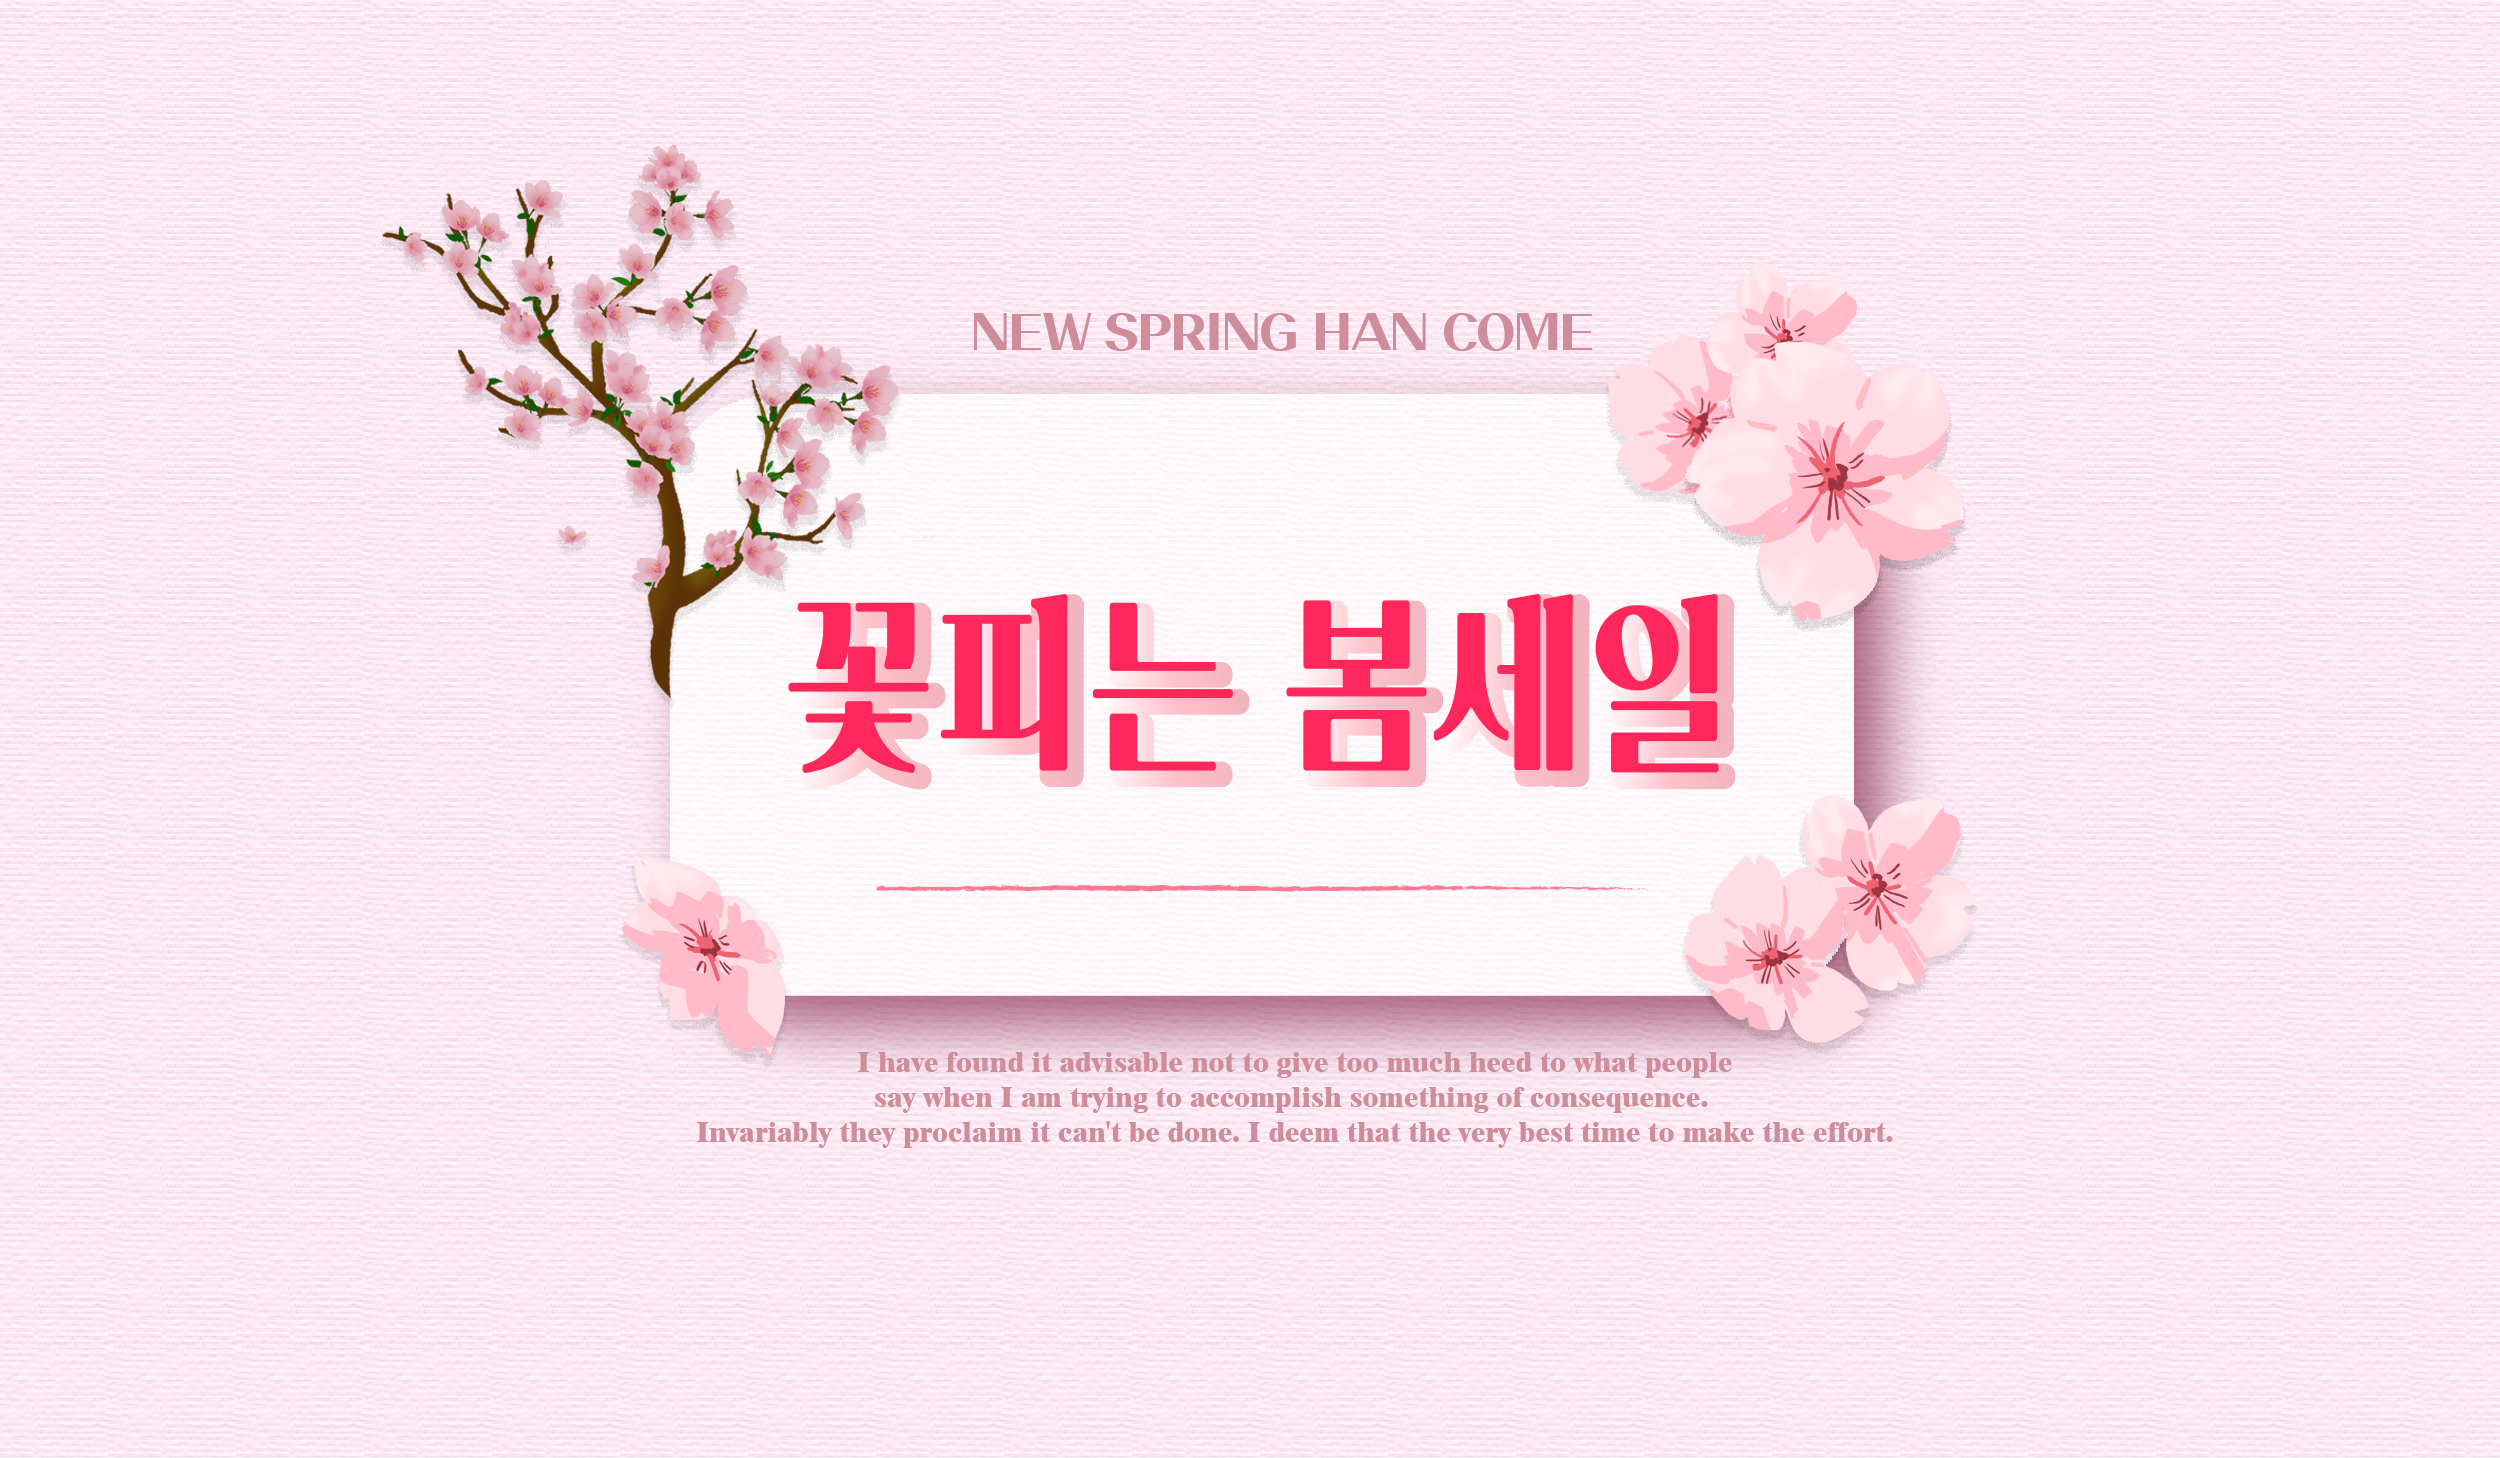 NEW SPRING HAN COME
꽃피는 봄세일
I have found it advisable not to give too much heed to what people
say when I am trying to accomplish something of consequence.
Invariably they proclaim it can't be done. I deem that the very best time to make the effort.